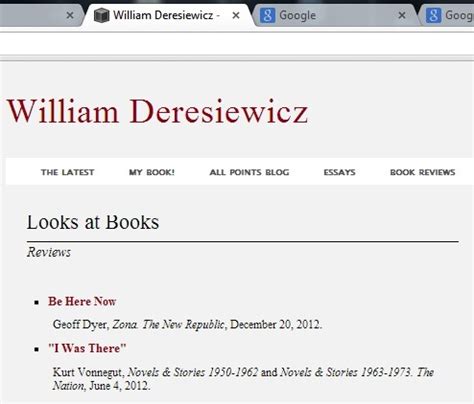 William Deresiewicz -
Google
Goog
William Deresiewicz
THE LATEST MY BOOK! ALL POINTS BLOG ESSAYS BOOK REVIEWS
Looks at Books
Reviews
Be Here Now
Geoff Dyer, Zona. The New Republic, December 20, 2012.
"I Was There"
Kurt Vonnegut, Novels & Stories 1950-1962 and Novels & Stories 1963-1973. The
Nation, June 4, 2012.